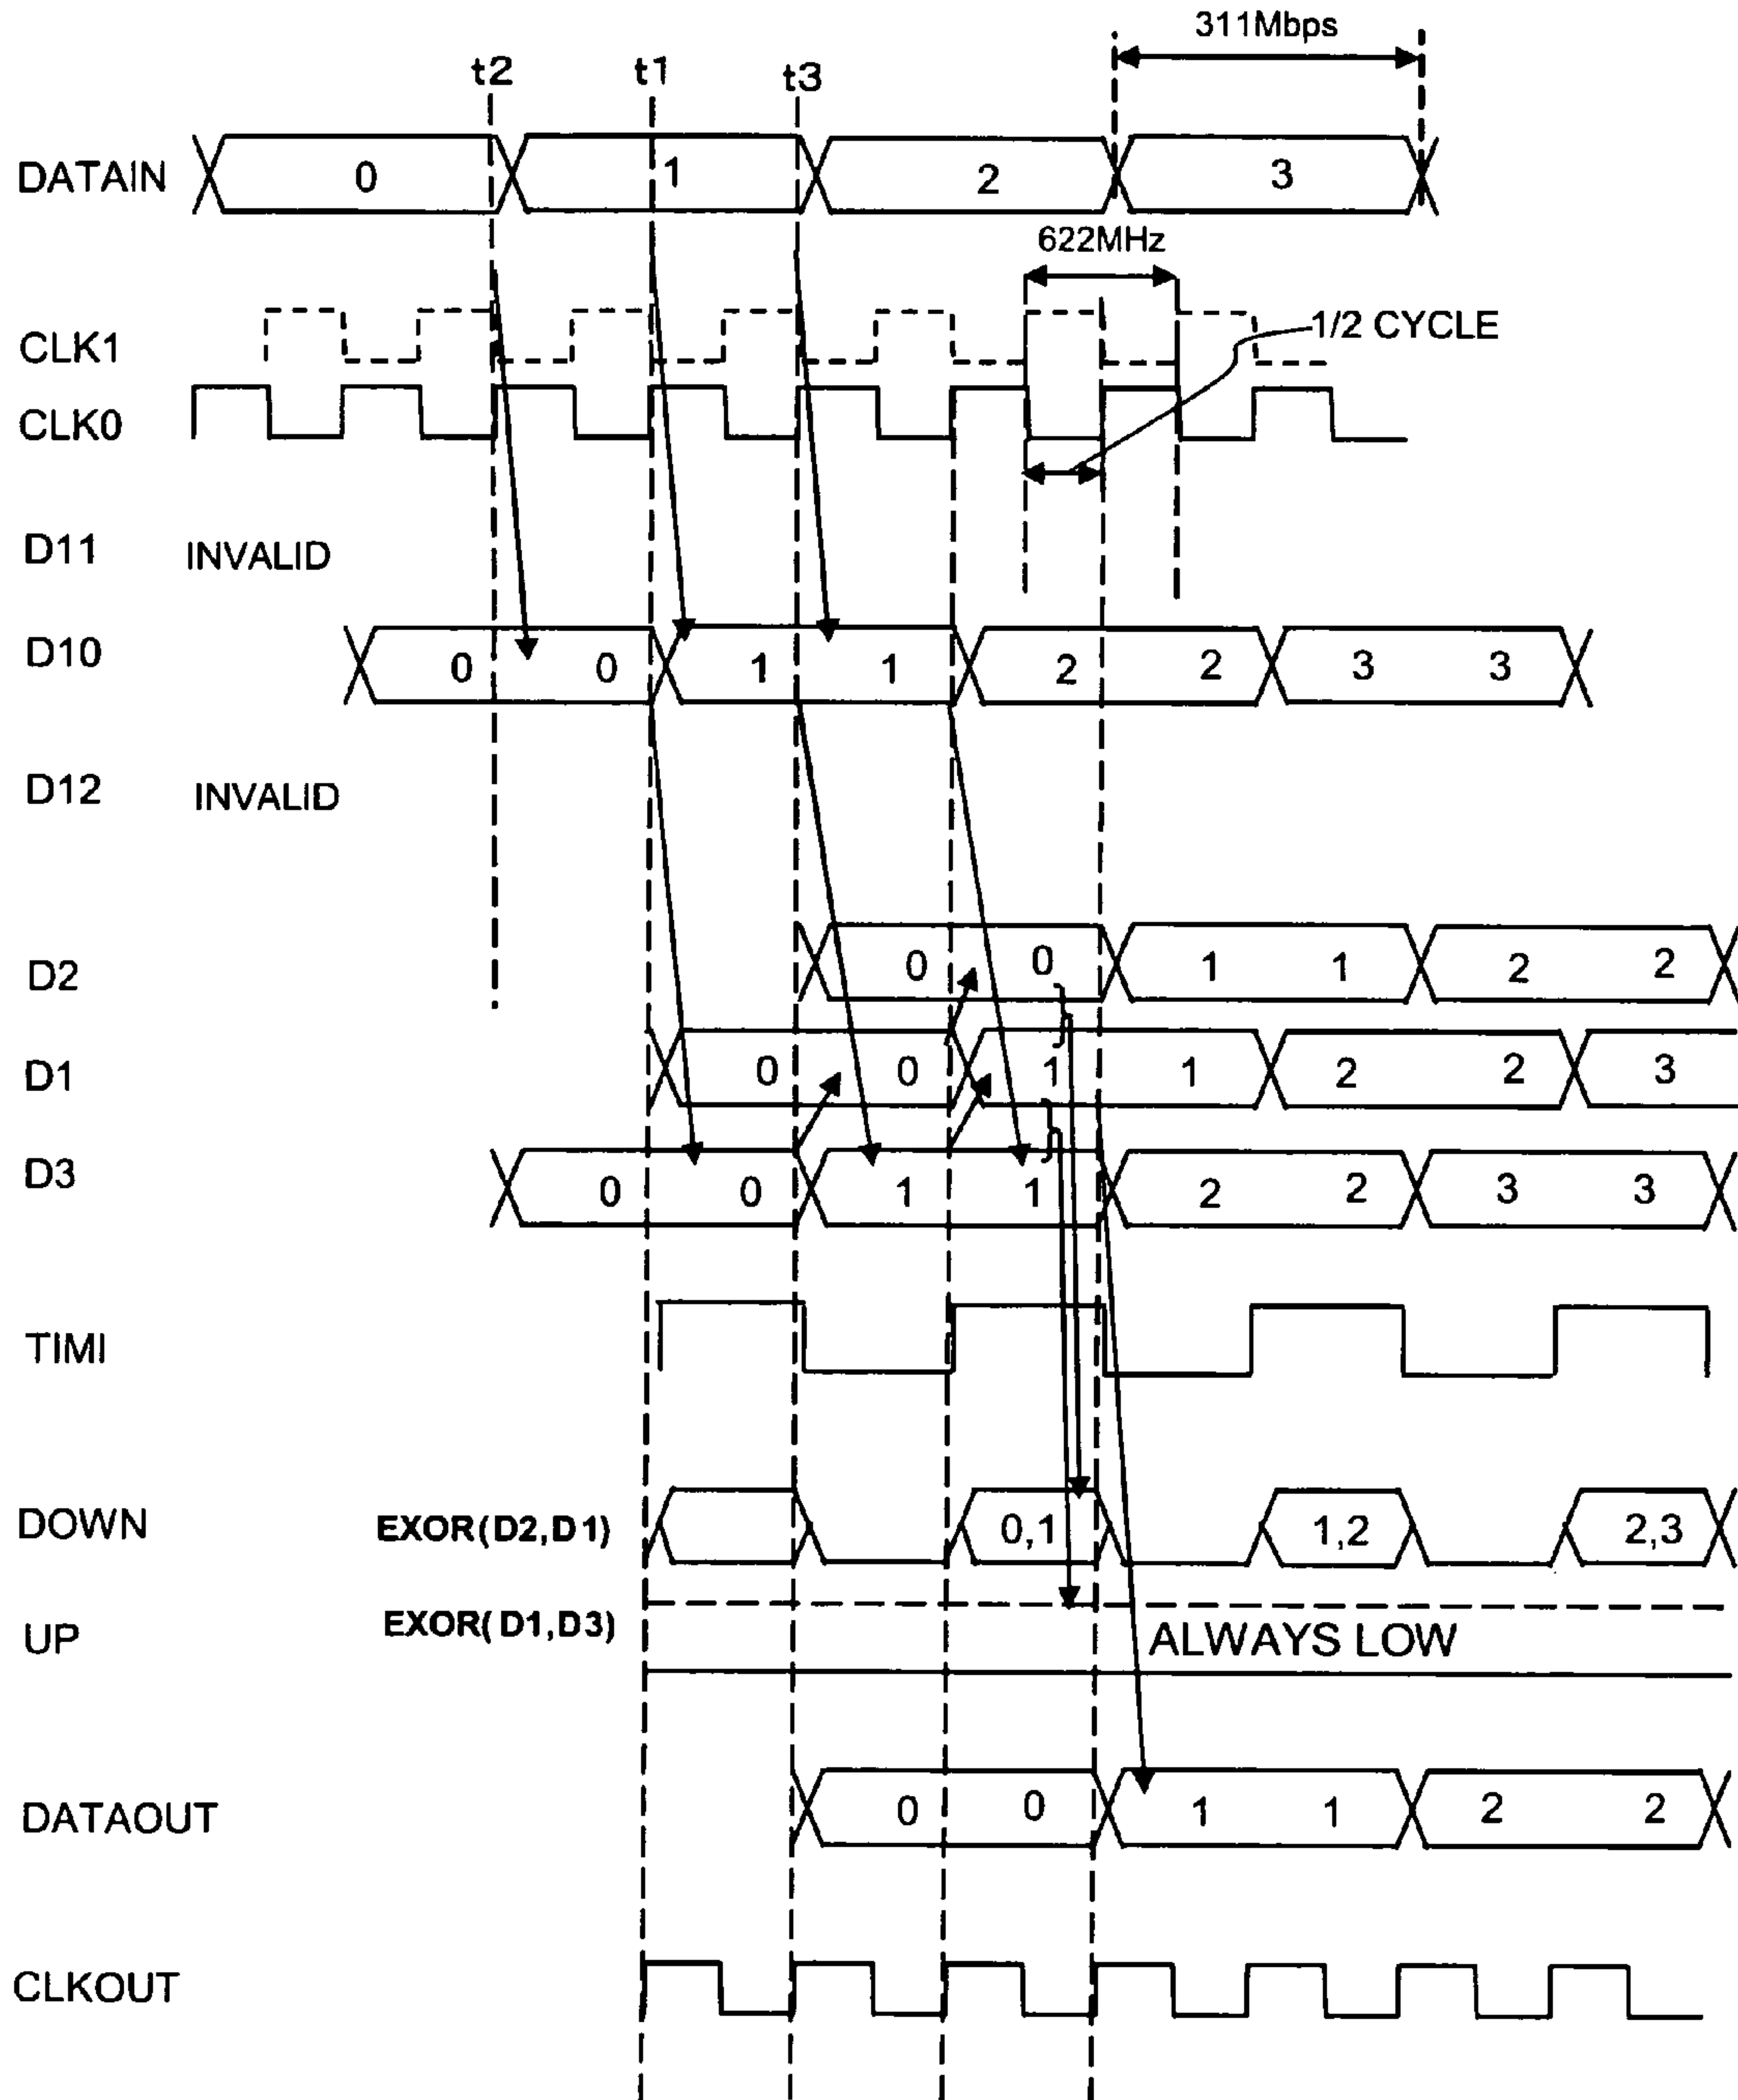 311Mbps
t2 t1 t3
DATAIN 0 1 2 3
622MHz
CLK1 1/2 CYCLE
CLK0
D11 INVALID
D10 0 0 1 1 2 2 3 3
D12 INVALID
D2 0 0 1 1 2 2
D1 0 0 1 1 2 2 3
D3 0 0 1 1 2 2 3 3
TIMI
DOWN EXOR(D2,D1) 0,1 1,2 2,3
UP EXOR(D1,D3) ALWAYS LOW
DATAOUT 0 0 1 1 2 2
CLKOUT